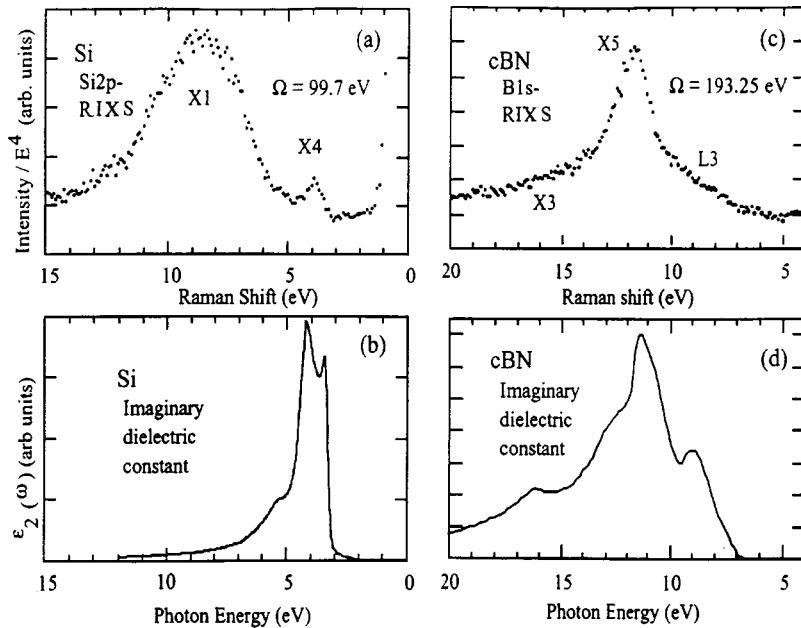 (a)
Si
Si2p-
RIXS
Ω = 99.7 eV
X1
X4
Intensity / E⁴ (arb. units)
15 10 5 0
Raman Shift (eV)
(c)
cBN
B1s-
RIXS
X5
Ω = 193.25 eV
L3
X3
20 15 10 5
Raman shift (eV)
(b)
Si
Imaginary
dielectric
constant
ε₂(ω) (arb units)
15 10 5 0
Photon Energy (eV)
(d)
cBN
Imaginary
dielectric
constant
20 15 10 5
Photon Energy (eV)